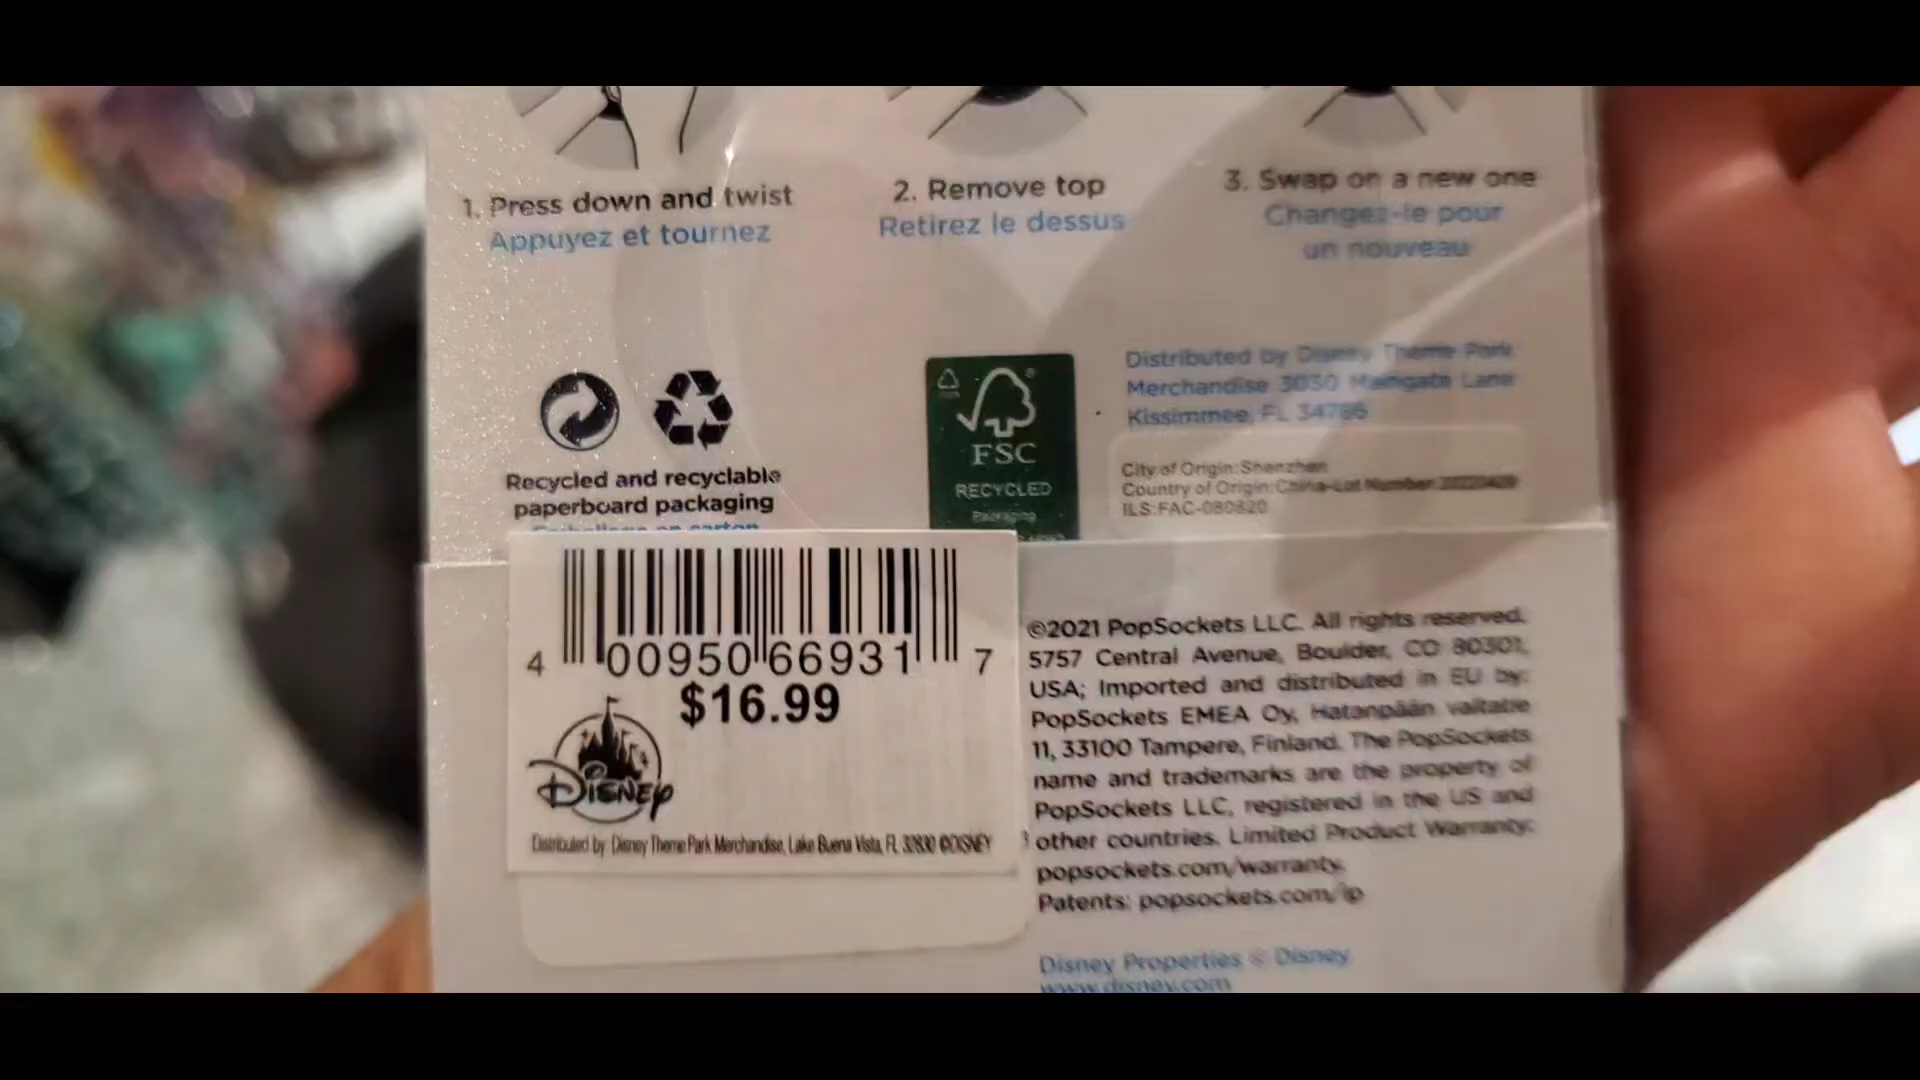 1. Press down and twist
Appuyez et tournez
2. Remove top
Retirez le dessus
3. Swap on a new one
Changez-le pour
un nouveau
Recycled and recyclable
paperboard packaging
Emballage en carton
FSC
RECYCLED
Packaging
Distributed by Disney Theme Park
Merchandise 3030 Maingate Lane
Kissimmee, FL
City of Origin:Shenzhen
Country of Origin:China-Lot Number:
ILS:FAC-080820
4 00950 66931 7
$16.99
DISNEY
Distributed by: Disney Theme Park Merchandise, Lake Buena Vista, FL 32830 ©DISNEY
©2021 PopSockets LLC. All rights reserved.
5757 Central Avenue, Boulder, CO 80301,
USA; Imported and distributed in EU by:
PopSockets EMEA Oy, Hatanpään valtatie
11, 33100 Tampere, Finland. The PopSockets
name and trademarks are the property of
PopSockets LLC, registered in the US and
other countries. Limited Product Warranty:
popsockets.com/warranty.
Patents: popsockets.com/ip
Disney Properties © Disney
www.disney.com